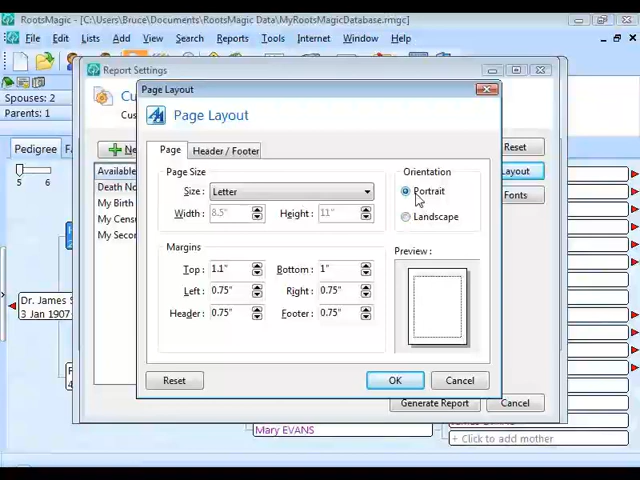 RootsMagic - [C:\Users\Bruce\Documents\RootsMagic Data\MyRootsMagicDatabase.rmgc]
File Edit Lists Add View Search Reports Tools Internet Window Help
Spouses: 2
Parents: 1
Pedigree
5 6
Dr. James S
3 Jan 1907
Mary EVANS
+ Click to add mother
Report Settings
New
Available
Death No
My Birth
My Censu
My Secon
Reset
Layout
Fonts
Generate Report
Cancel
Page Layout
Page Layout
Page
Header / Footer
Page Size
Size: Letter
Width: 8.5" Height: 11"
Margins
Top: 1.1" Bottom: 1"
Left: 0.75" Right: 0.75"
Header: 0.75" Footer: 0.75"
Orientation
Portrait
Landscape
Preview:
Reset
OK
Cancel